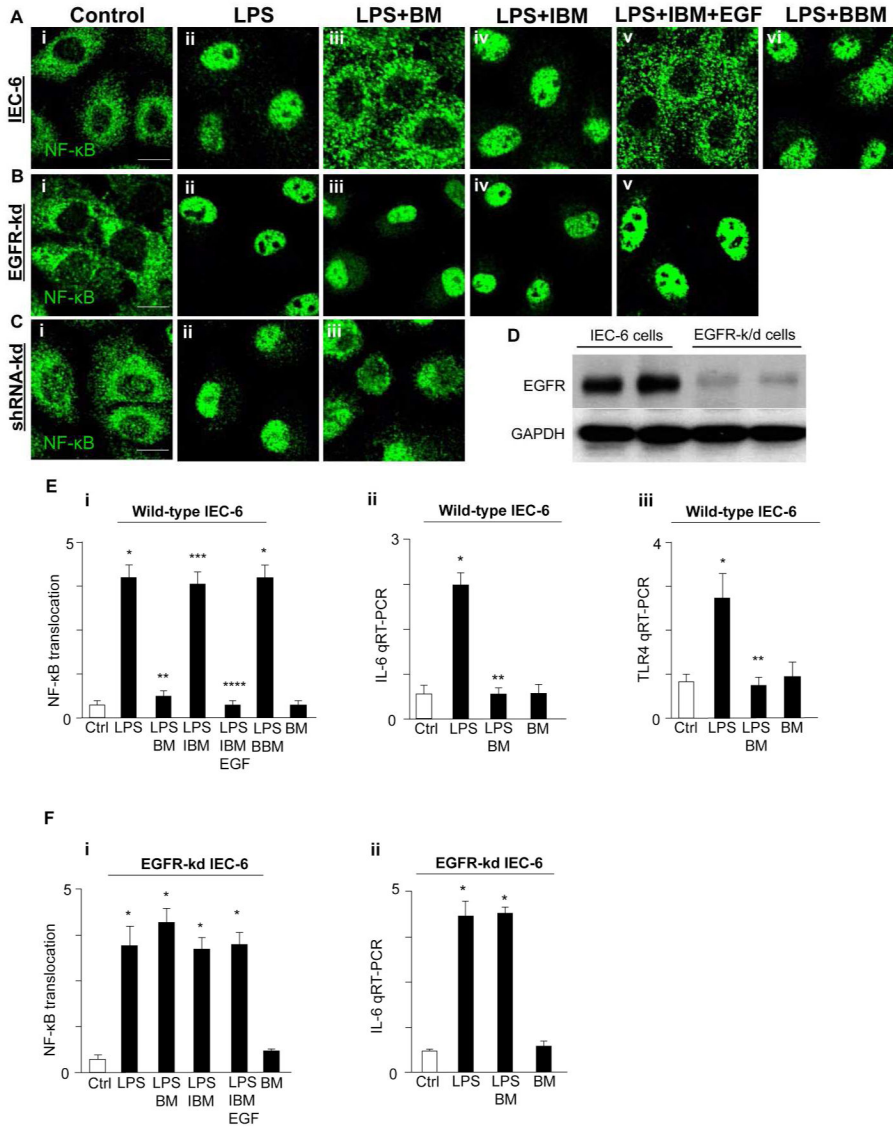 Control LPS LPS+BM LPS+IBM LPS+IBM+EGF LPS+BBM
A
IEC-6
i ii iii iv v vi
NF-κB
B
EGFR-kd
i ii iii iv v
NF-κB
C
shRNA-kd
i ii iii
NF-κB
D
IEC-6 cells EGFR-k/d cells
EGFR
GAPDH
E
i
Wild-type IEC-6
5
NF-κB translocation
* ** *** **** *
0
Ctrl LPS LPS LPS LPS LPS BM
BM IBM IBM BBM
EGF
ii
Wild-type IEC-6
3
IL-6 qRT-PCR
* **
0
Ctrl LPS LPS BM
BM
iii
Wild-type IEC-6
4
TLR4 qRT-PCR
* **
0
Ctrl LPS LPS BM
BM
F
i
EGFR-kd IEC-6
5
NF-κB translocation
* * * *
0
Ctrl LPS LPS LPS LPS BM
BM IBM IBM
EGF
ii
EGFR-kd IEC-6
5
IL-6 qRT-PCR
* *
0
Ctrl LPS LPS BM
BM